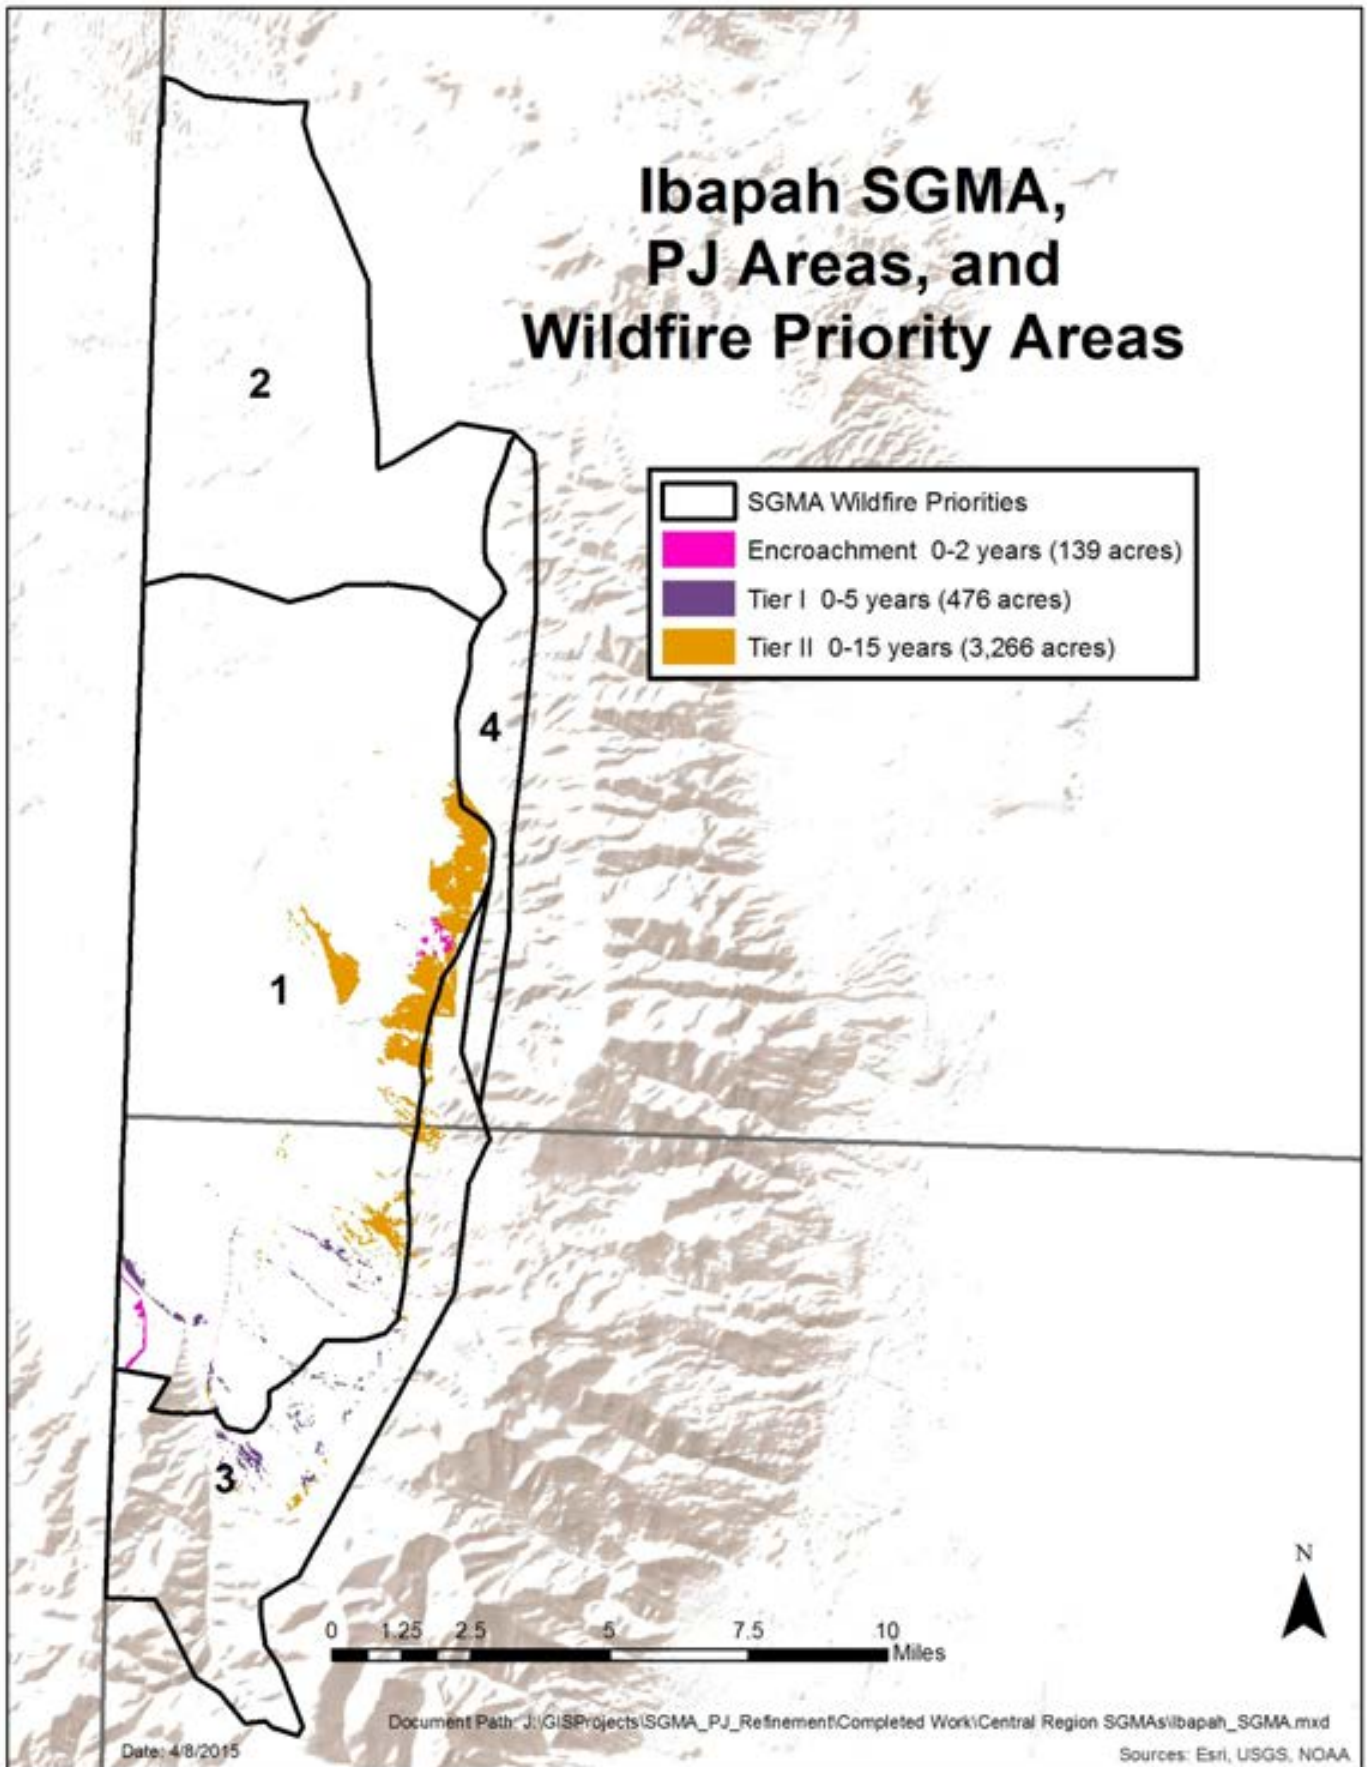 Ibapah SGMA,
PJ Areas, and
Wildfire Priority Areas
2
SGMA Wildfire Priorities
Encroachment 0-2 years (139 acres)
Tier I 0-5 years (476 acres)
Tier II 0-15 years (3,266 acres)
4
1
3
N
0 1.25 2.5 5 7.5 10
Miles
Document Path: J:\GISProjects\SGMA_PJ_Refinement\Completed Work\Central Region SGMAs\Ibapah_SGMA.mxd
Date: 4/8/2015
Sources: Esri, USGS, NOAA